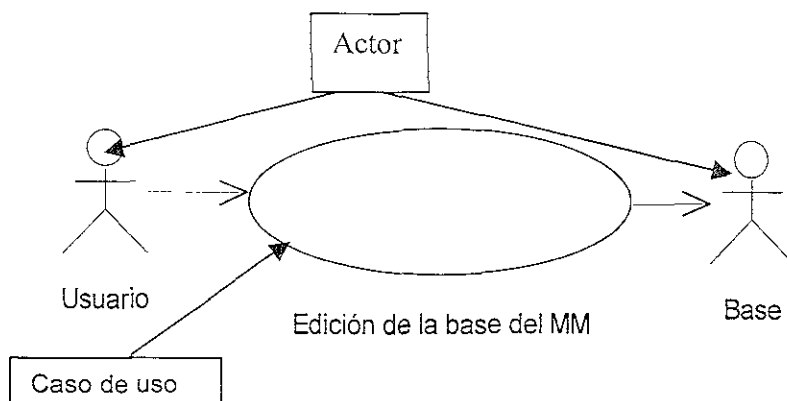 Actor
Usuario
Edición de la base del MM
Base
Caso de uso